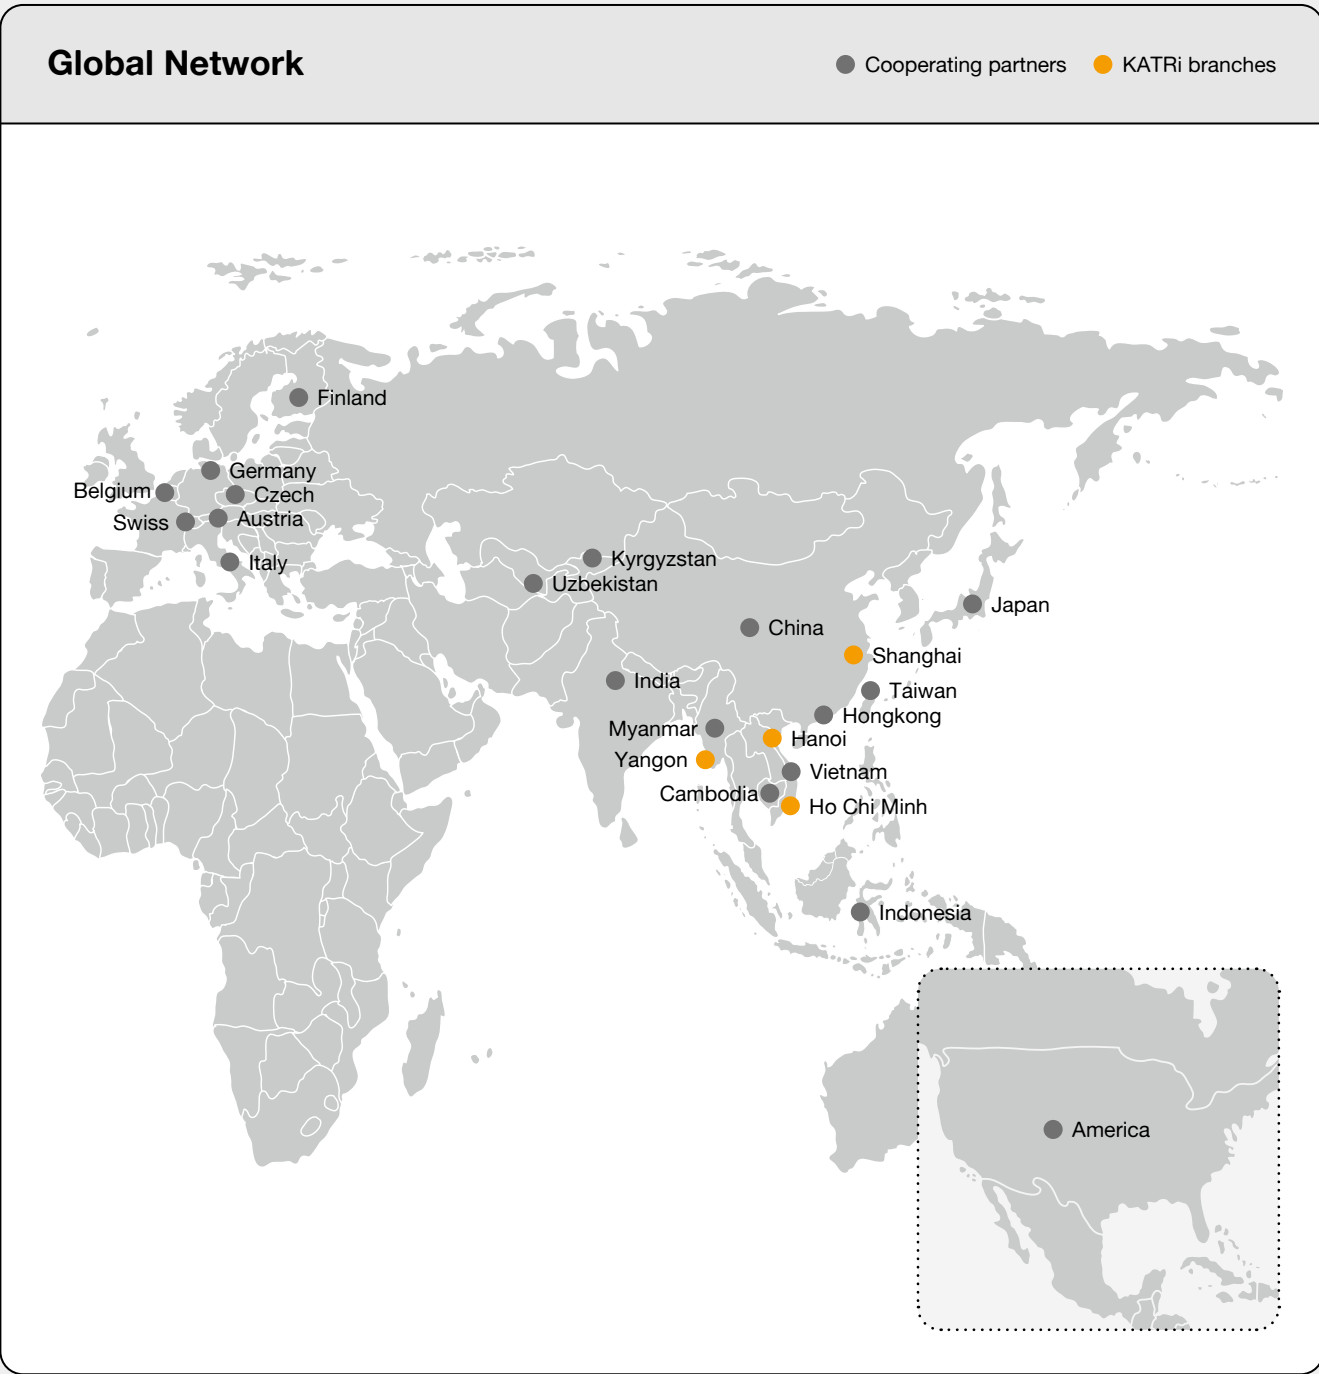 Global Network
Cooperating partners
KATRi branches
Finland
Germany
Belgium
Czech
Swiss
Austria
Italy
Kyrgyzstan
Uzbekistan
Japan
China
Shanghai
India
Taiwan
Hongkong
Myanmar
Hanoi
Yangon
Vietnam
Cambodia
Ho Chi Minh
Indonesia
America